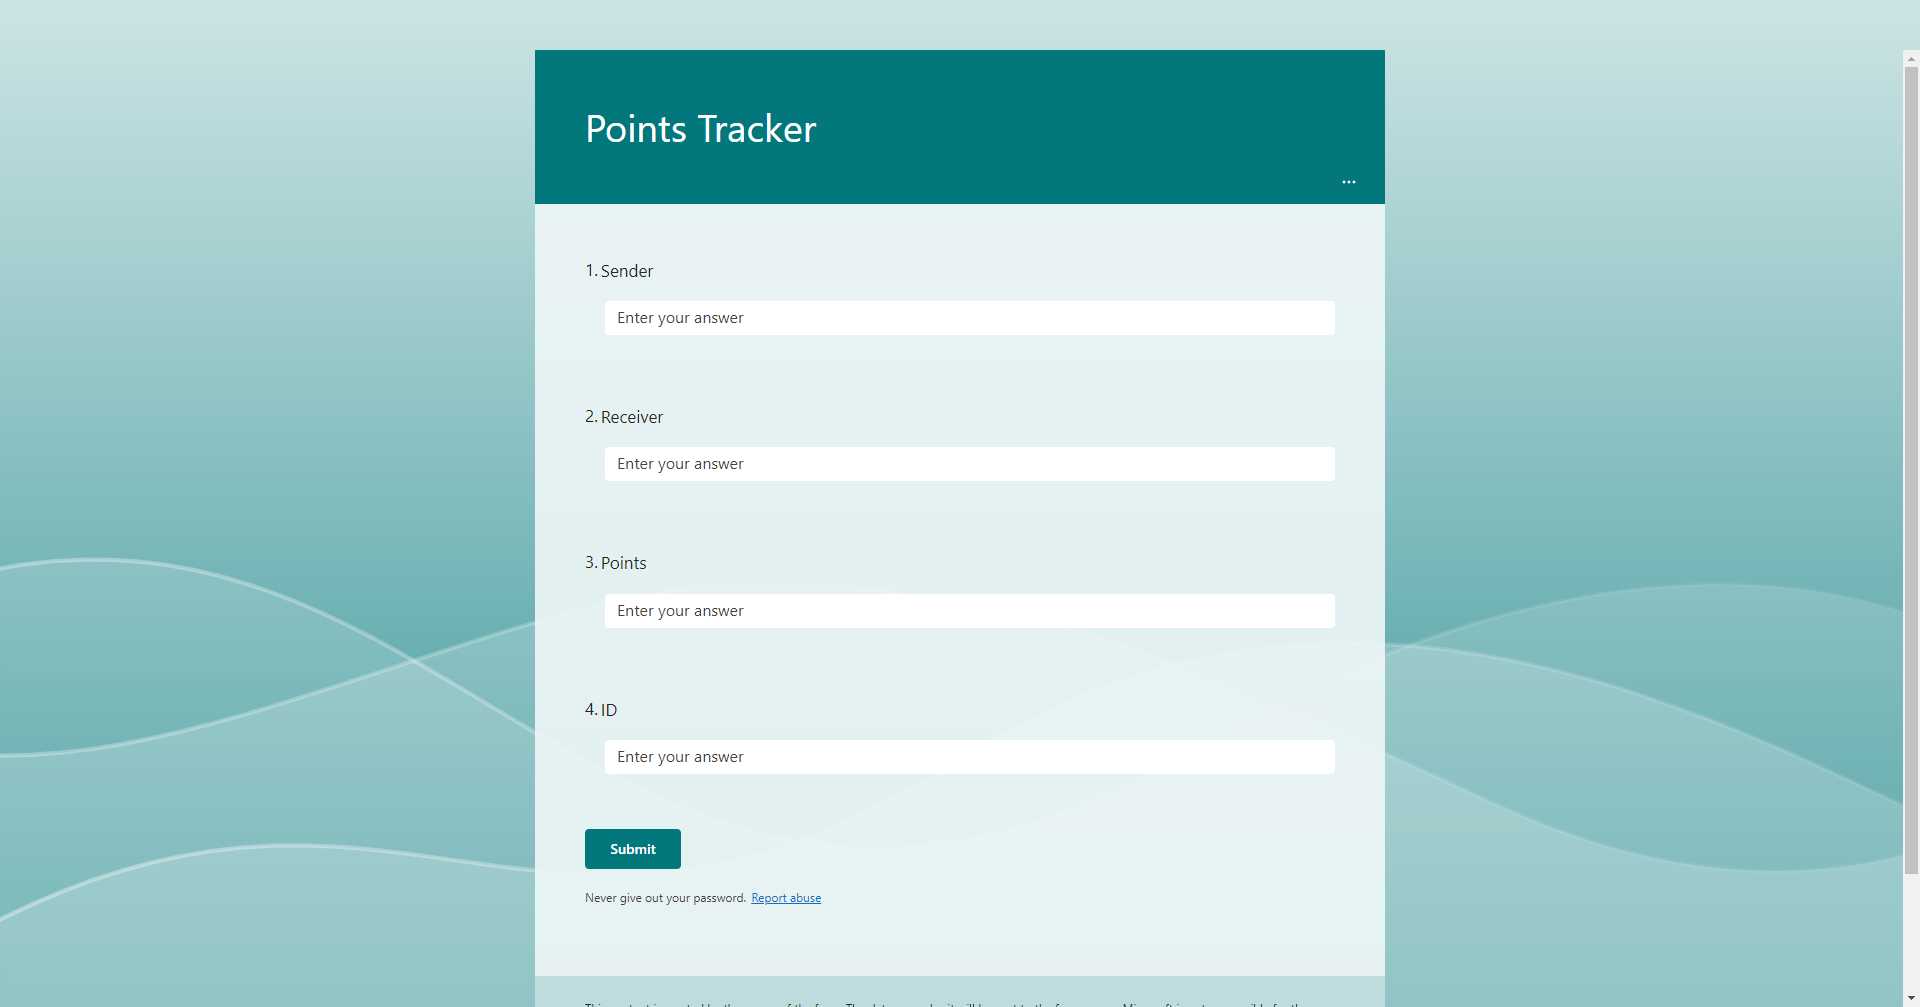 Points Tracker
...
1. Sender
Enter your answer
2. Receiver
Enter your answer
3. Points
Enter your answer
4. ID
Enter your answer
Submit
Never give out your password. Report abuse